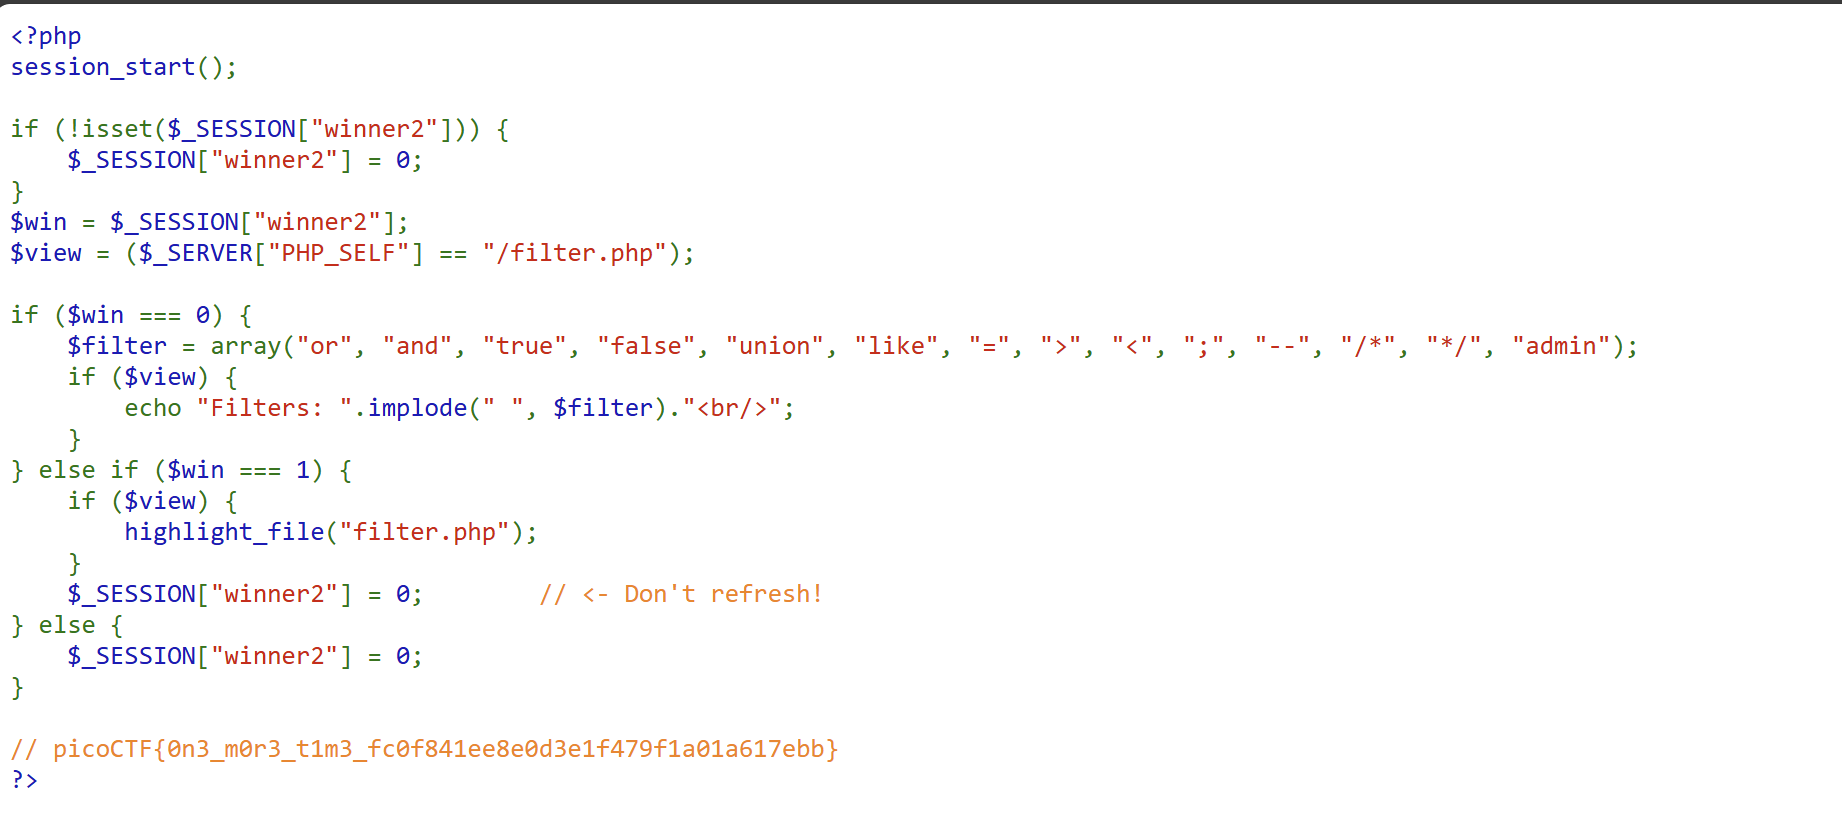 <?php
session_start();

if (!isset($_SESSION["winner2"])) {
    $_SESSION["winner2"] = 0;
}
$win = $_SESSION["winner2"];
$view = ($_SERVER["PHP_SELF"] == "/filter.php");

if ($win === 0) {
    $filter = array("or", "and", "true", "false", "union", "like", "=", ">", "<", ";", "--", "/*", "*/", "admin");
    if ($view) {
        echo "Filters: ".implode(" ", $filter)."<br/>";
    }
} else if ($win === 1) {
    if ($view) {
        highlight_file("filter.php");
    }
    $_SESSION["winner2"] = 0;        // <- Don't refresh!
} else {
    $_SESSION["winner2"] = 0;
}

// picoCTF{0n3_m0r3_t1m3_fc0f841ee8e0d3e1f479f1a01a617ebb}
?>